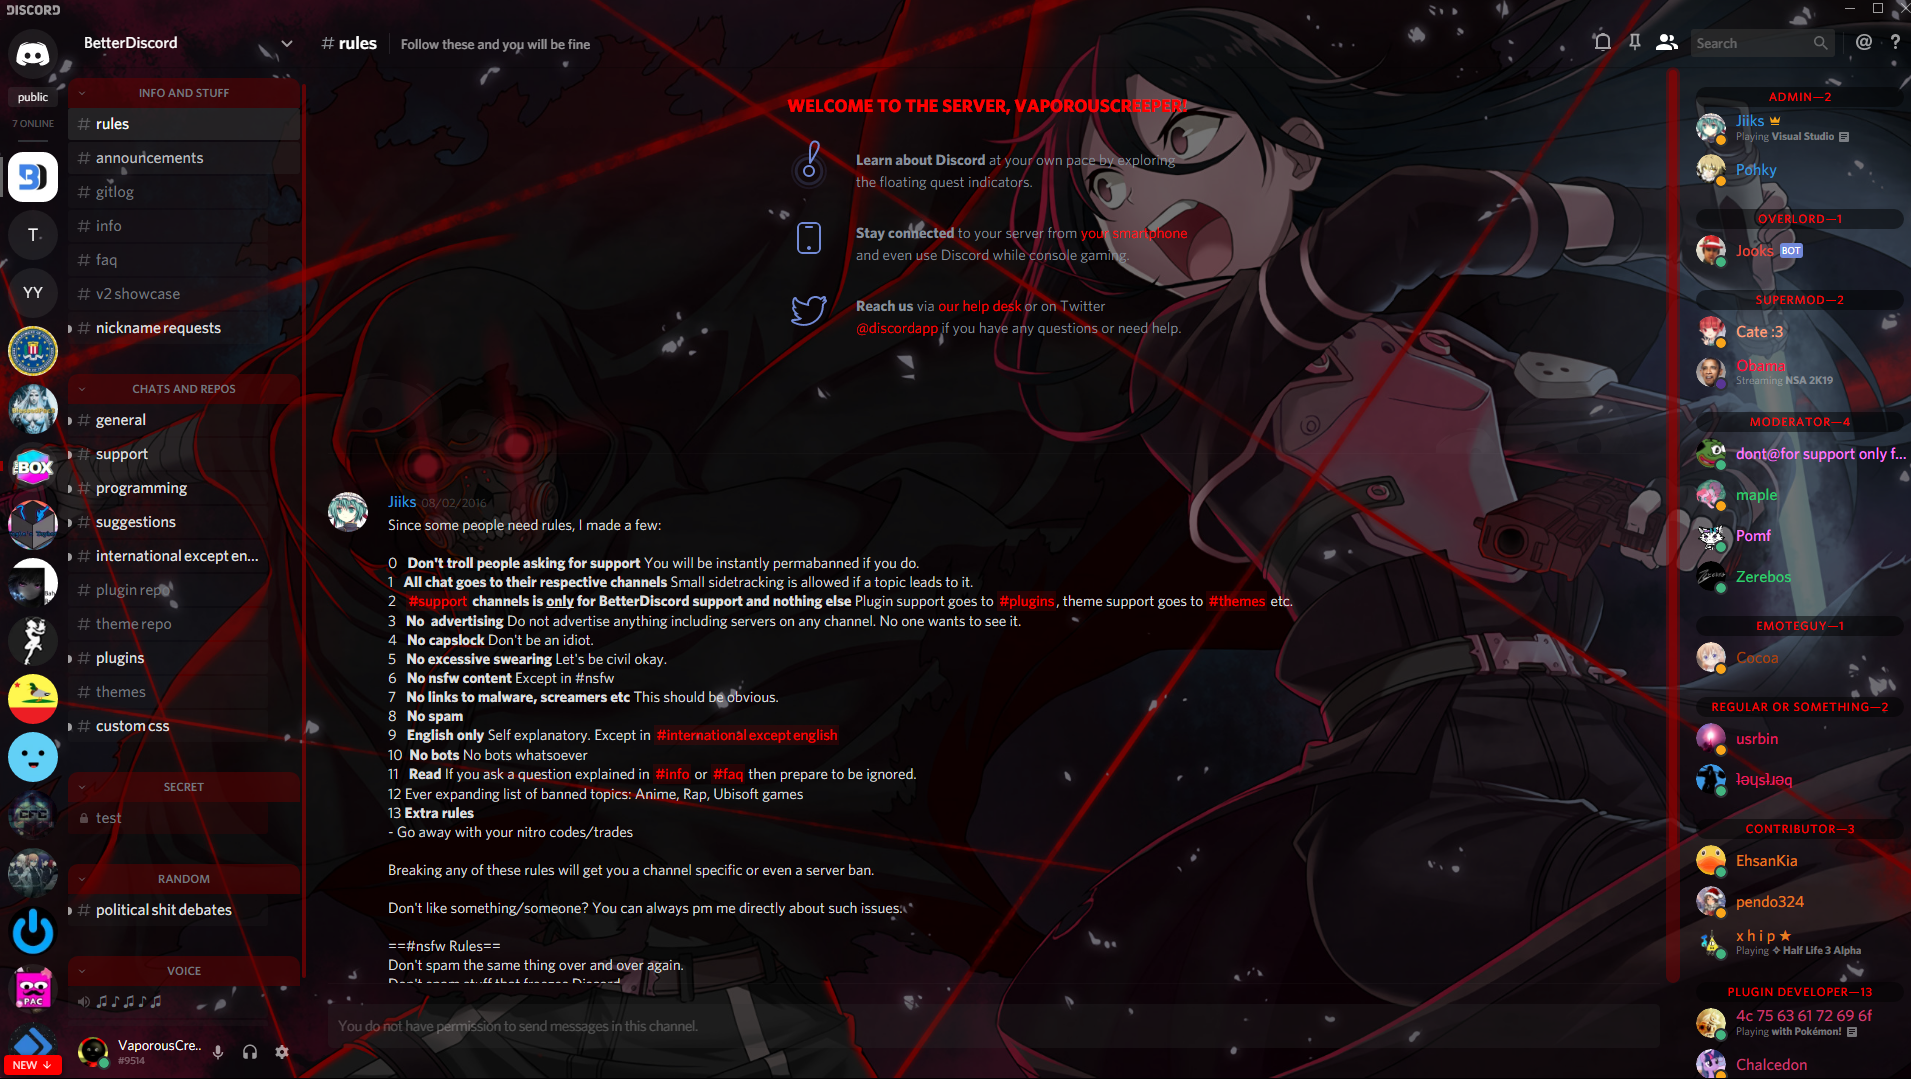 DISCORD
public
7 ONLINE
T
YY
BOX
CFC
PAC
NEW ↓
BetterDiscord
INFO AND STUFF
# rules
# announcements
# gitlog
# info
# faq
# v2 showcase
# nickname requests
CHATS AND REPOS
# general
# support
# programming
# suggestions
# international except en...
# plugin repo
# theme repo
# plugins
# themes
# custom css
SECRET
test
RANDOM
# political shit debates
VOICE
♫♪♪♪♫
VaporousCre..
#9514
# rules
Follow these and you will be fine
Search
@ ?
WELCOME TO THE SERVER, VAPOROUSCREEPER!
Learn about Discord at your own pace by exploring
the floating quest indicators.
Stay connected to your server from your smartphone
and even use Discord while console gaming.
Reach us via our help desk or on Twitter
@discordapp if you have any questions or need help.
Jiiks 08/02/2016
Since some people need rules, I made a few:
0 Don't troll people asking for support You will be instantly permabanned if you do.
1 All chat goes to their respective channels Small sidetracking is allowed if a topic leads to it.
2 #support channels is only for BetterDiscord support and nothing else Plugin support goes to #plugins, theme support goes to #themes etc.
3 No advertising Do not advertise anything including servers on any channel. No one wants to see it.
4 No capslock Don't be an idiot.
5 No excessive swearing Let's be civil okay.
6 No nsfw content Except in #nsfw
7 No links to malware, screamers etc This should be obvious.
8 No spam
9 English only Self explanatory. Except in #international except english
10 No bots No bots whatsoever
11 Read If you ask a question explained in #info or #faq then prepare to be ignored.
12 Ever expanding list of banned topics: Anime, Rap, Ubisoft games
13 Extra rules
- Go away with your nitro codes/trades
Breaking any of these rules will get you a channel specific or even a server ban.
Don't like something/someone? You can always pm me directly about such issues.
==#nsfw Rules==
Don't spam the same thing over and over again.
Don't spam stuff that freezes Discord
You do not have permission to send messages in this channel.
ADMIN—2
Jiiks
Playing Visual Studio
Pohky
OVERLORD—1
Jooks BOT
SUPERMOD—2
Cate :3
Obama
Streaming NSA 2K19
MODERATOR—4
dont@for support only f...
maple
Pomf
Zerebos
EMOTEGUY—1
Cocoa
REGULAR OR SOMETHING—2
usrbin
CONTRIBUTOR—3
EhsanKia
pendo324
x h i p ★
Playing ✧ Half Life 3 Alpha
PLUGIN DEVELOPER—13
4c 75 63 61 72 69 6f
Playing with Pokémon!
Chalcedon